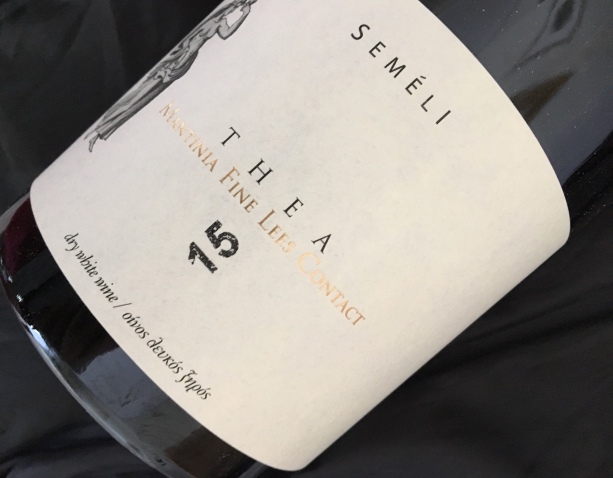 SEMÉLI
THEA
MANTINIA FINE LEES CONTACT
15
dry white wine / οίνος λευκός ξηρός